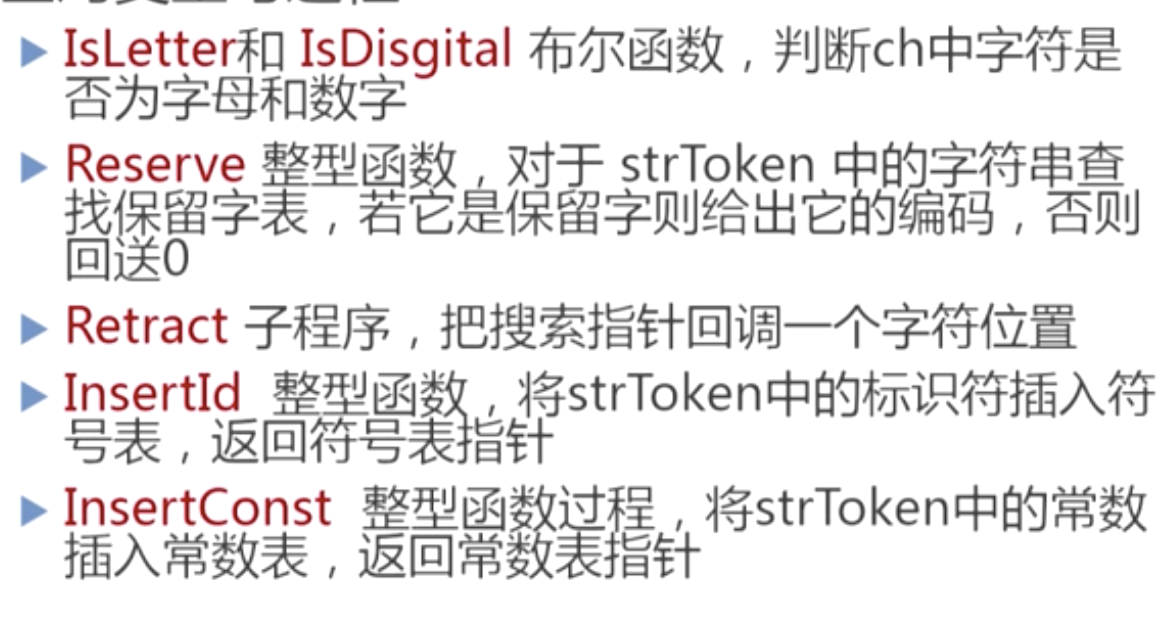 IsLetter和 IsDisgital 布尔函数，判断ch中字符是
否为字母和数字
Reserve 整型函数，对于 strToken 中的字符串查
找保留字表，若它是保留字则给出它的编码，否则
回送0
Retract 子程序，把搜索指针回调一个字符位置
InsertId 整型函数，将strToken中的标识符插入符
号表，返回符号表指针
InsertConst 整型函数过程，将strToken中的常数
插入常数表，返回常数表指针